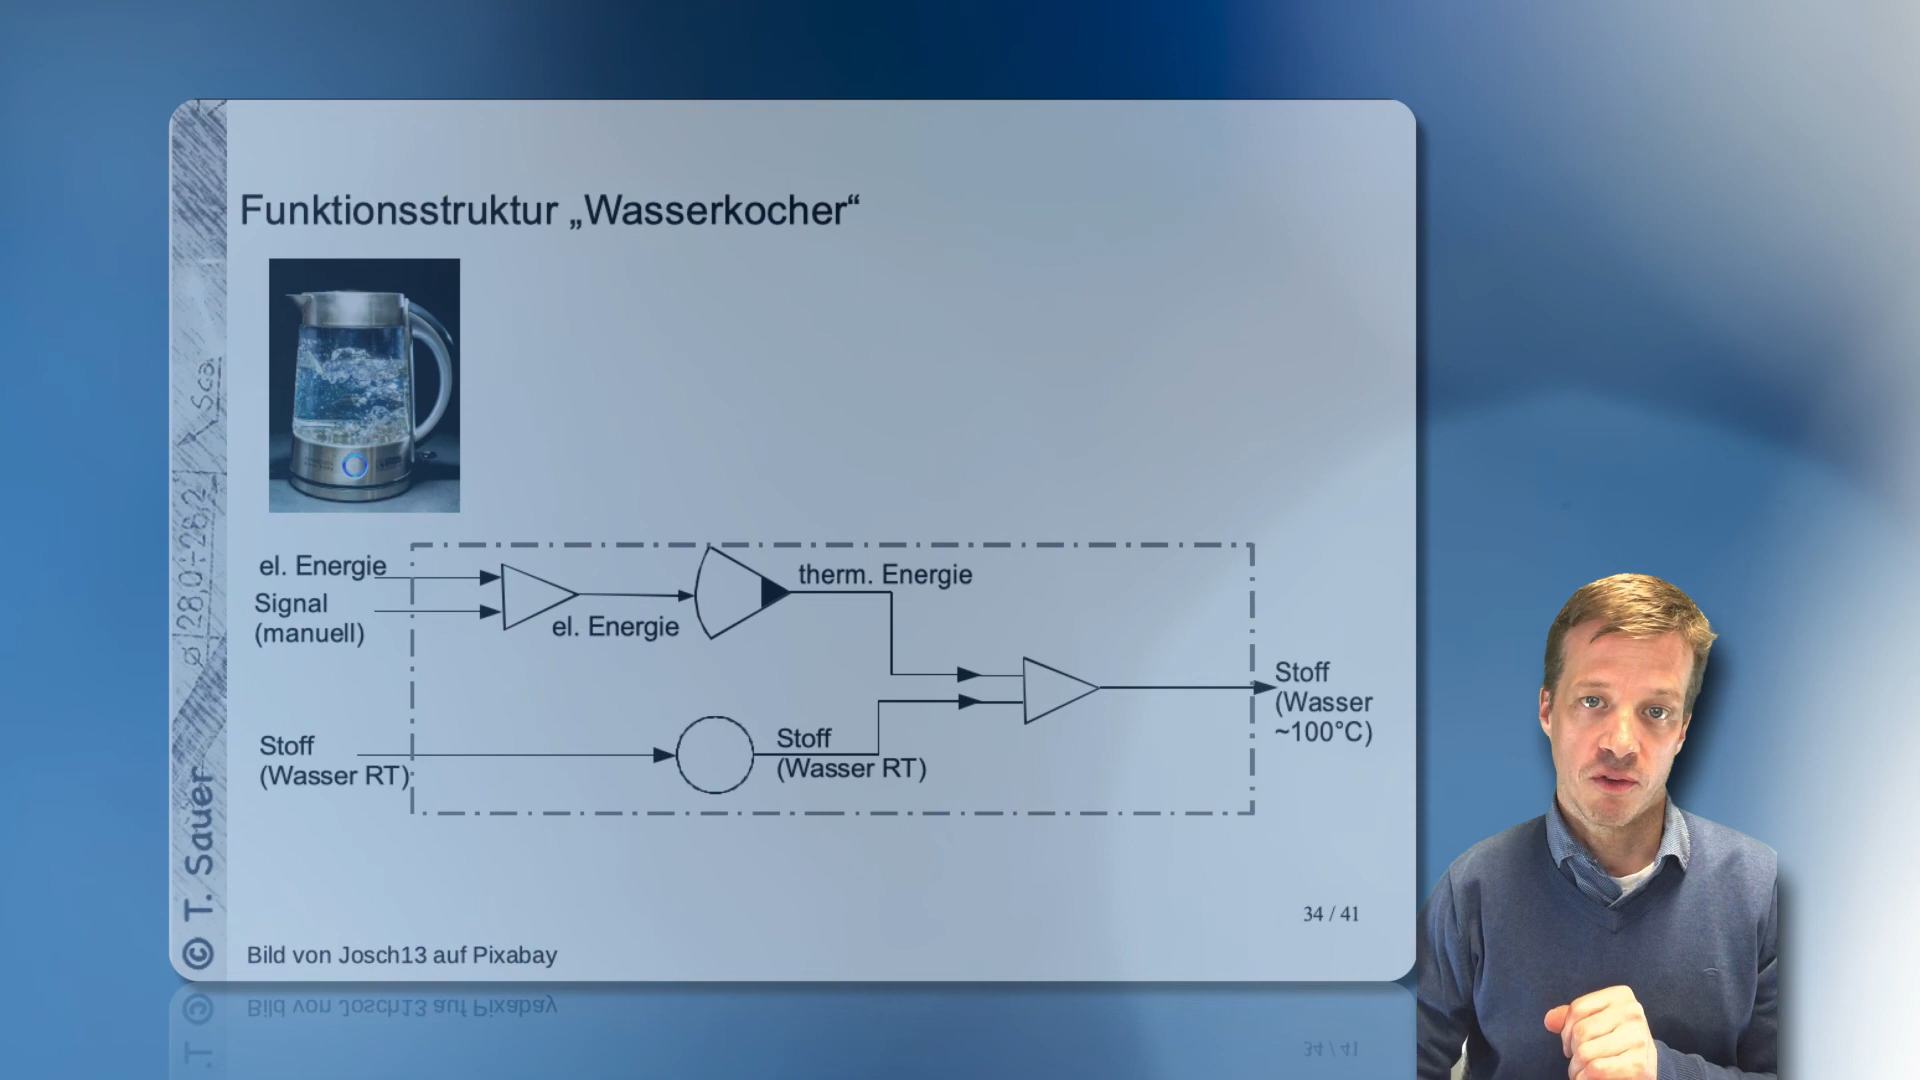 Funktionsstruktur „Wasserkocher“
el. Energie
Signal
(manuell)
el. Energie
therm. Energie
Stoff
(Wasser RT)
Stoff
(Wasser RT)
Stoff
(Wasser
~100°C)
34 / 41
Bild von Josch13 auf Pixabay
© T. Sauer